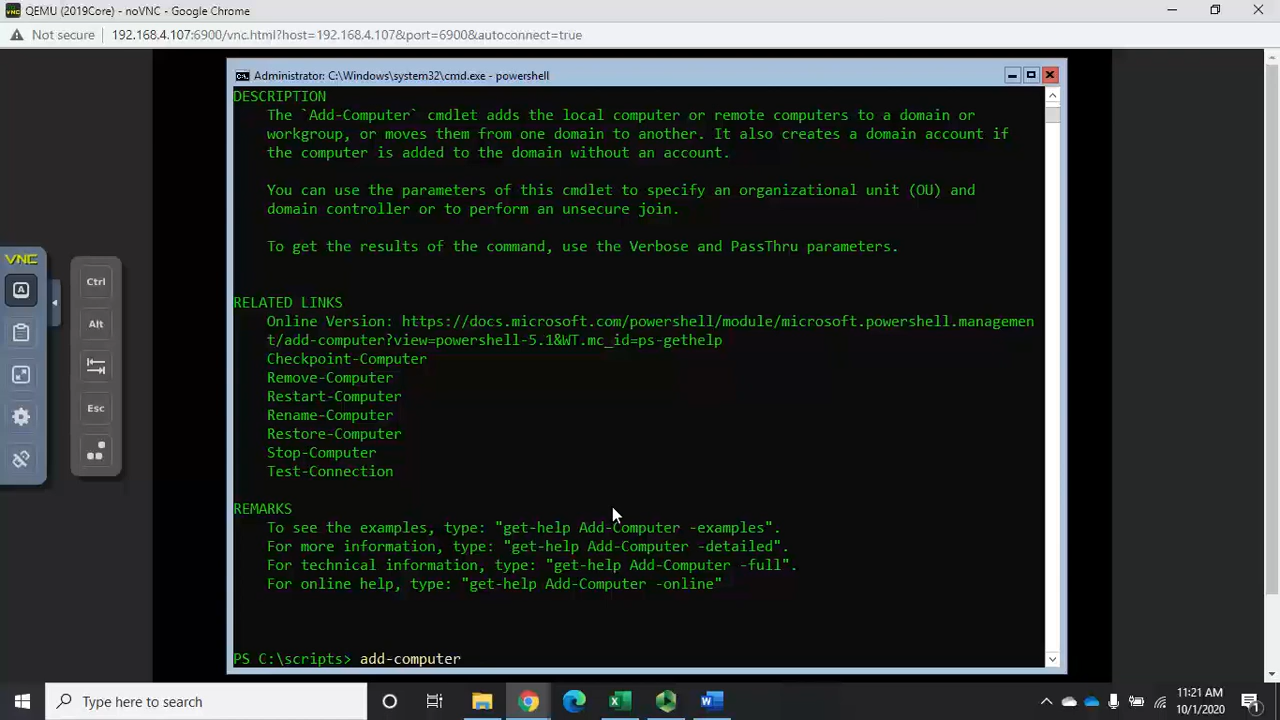 QEMU (2019Core) - noVNC - Google Chrome
Not secure
192.168.4.107:6900/vnc.html?host=192.168.4.107&port=6900&autoconnect=true
Administrator: C:\Windows\system32\cmd.exe - powershell
DESCRIPTION
The `Add-Computer` cmdlet adds the local computer or remote computers to a domain or
workgroup, or moves them from one domain to another. It also creates a domain account if
the computer is added to the domain without an account.
You can use the parameters of this cmdlet to specify an organizational unit (OU) and
domain controller or to perform an unsecure join.
To get the results of the command, use the Verbose and PassThru parameters.
RELATED LINKS
Online Version: https://docs.microsoft.com/powershell/module/microsoft.powershell.managemen
t/add-computer?view=powershell-5.1&WT.mc_id=ps-gethelp
Checkpoint-Computer
Remove-Computer
Restart-Computer
Rename-Computer
Restore-Computer
Stop-Computer
Test-Connection
REMARKS
To see the examples, type: "get-help Add-Computer -examples".
For more information, type: "get-help Add-Computer -detailed".
For technical information, type: "get-help Add-Computer -full".
For online help, type: "get-help Add-Computer -online"
PS C:\scripts> add-computer
VNC
A
Ctrl
Alt
Esc
Type here to search
11:21 AM
10/1/2020
1